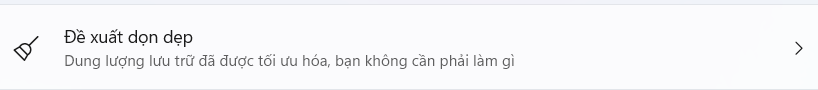 Đề xuất dọn dẹp
Dung lượng lưu trữ đã được tối ưu hóa, bạn không cần phải làm gì